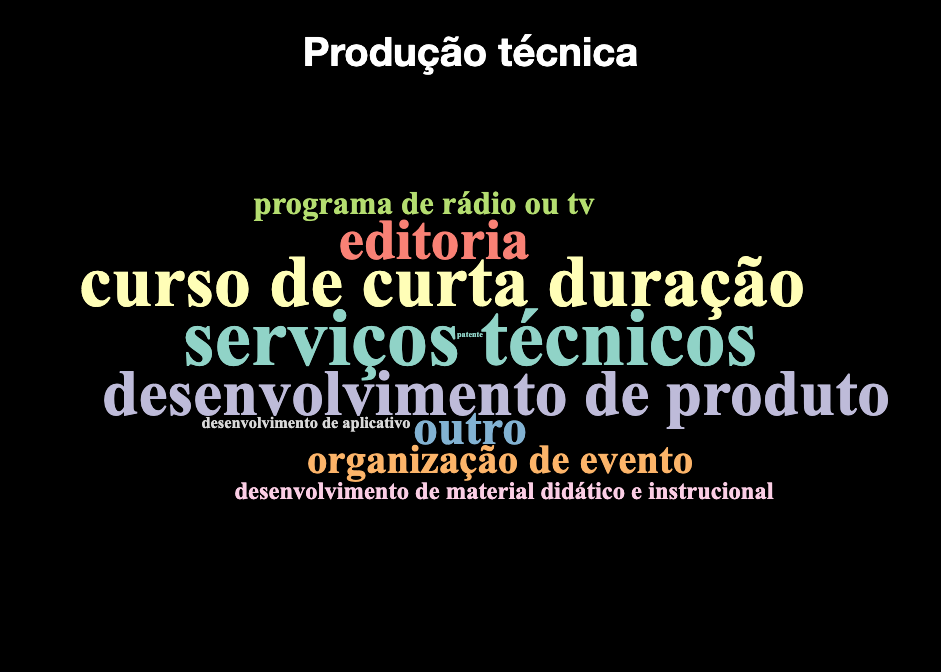 Produção técnica
programa de rádio ou tv
editoria
curso de curta duração
serviços técnicos
patente
desenvolvimento de produto
desenvolvimento de aplicativo
outro
organização de evento
desenvolvimento de material didático e instrucional